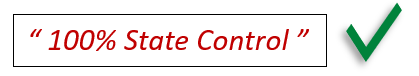 “ 100% State Control ”